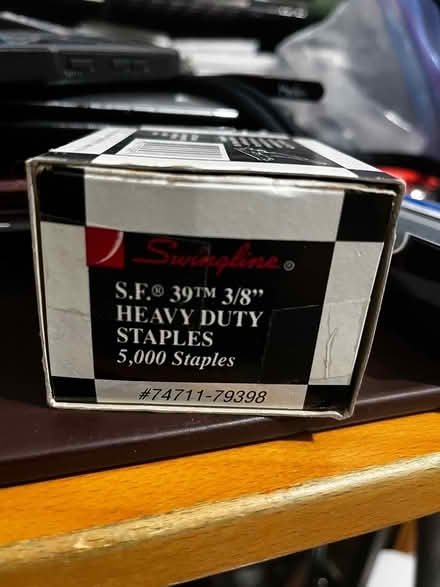 Swingline®
S.F.® 39™ 3/8”
HEAVY DUTY
STAPLES
5,000 Staples
#74711-79398